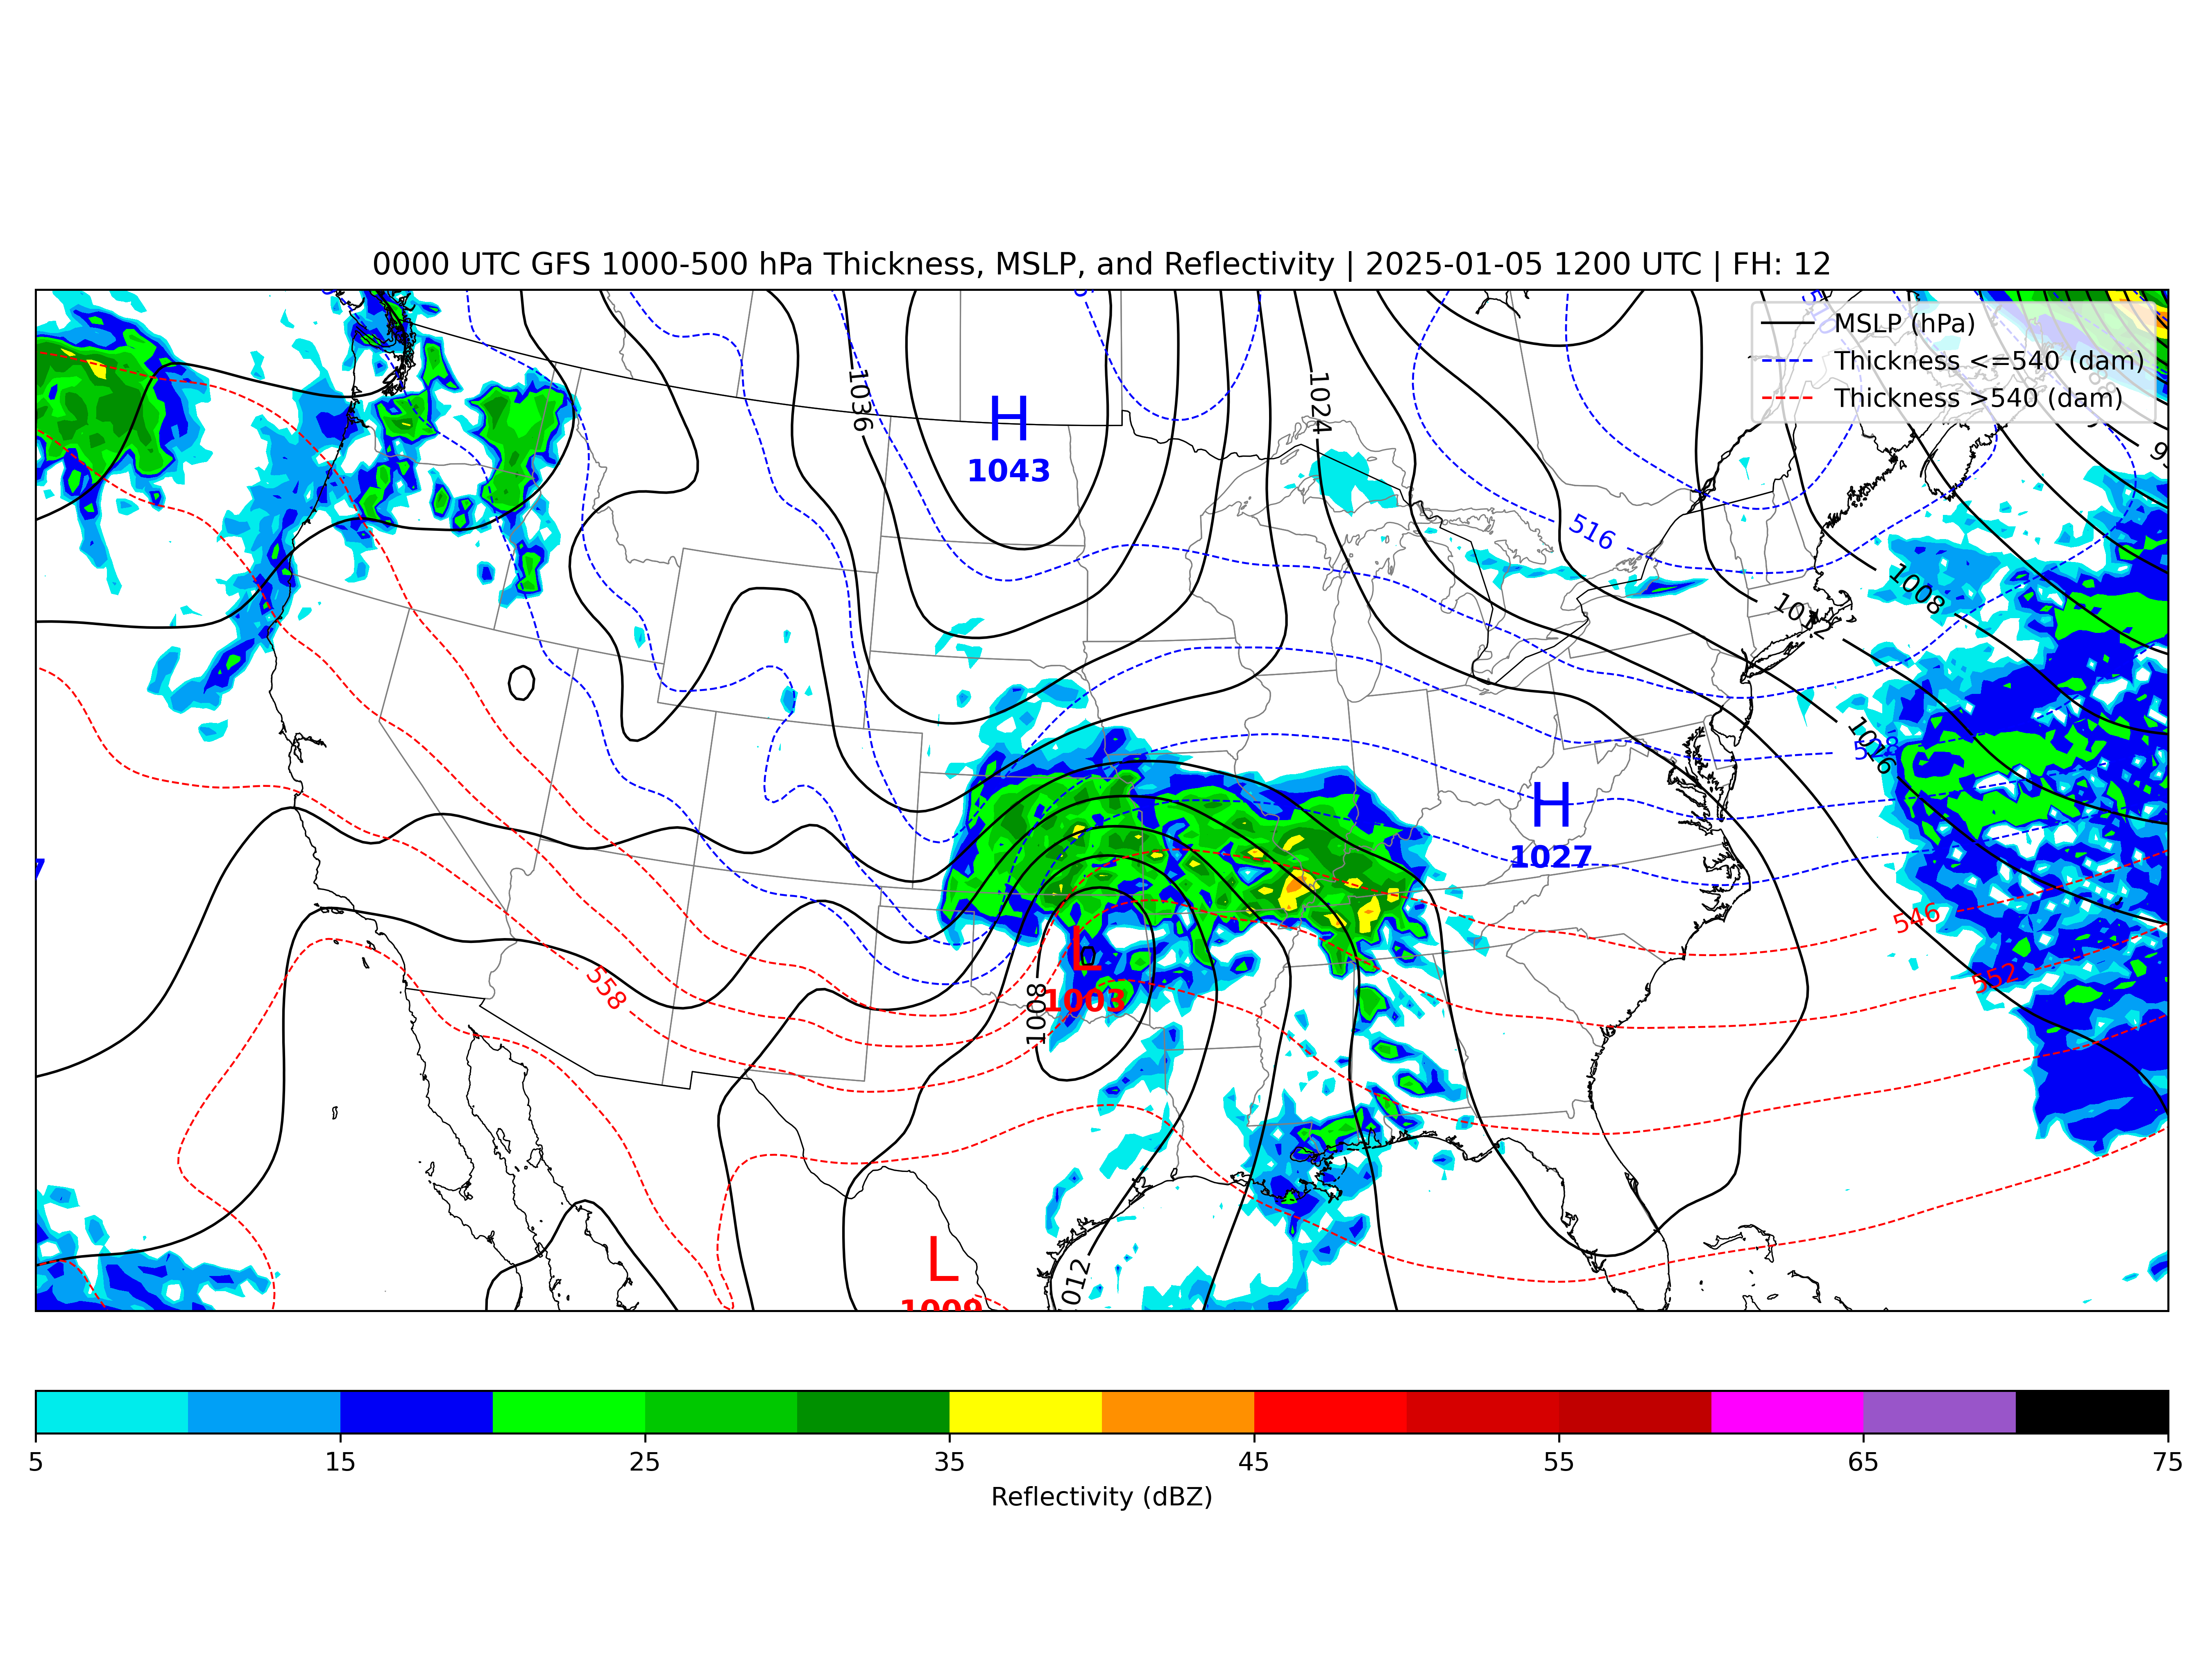 0000 UTC GFS 1000-500 hPa Thickness, MSLP, and Reflectivity | 2025-01-05 1200 UTC | FH: 12
MSLP (hPa)
Thickness <=540 (dam)
Thickness >540 (dam)
1036
1024
H
1043
516
1008
1016
H
1027
546
552
558
L
1003
1008
L
1009
1012
5 15 25 35 45 55 65 75
Reflectivity (dBZ)